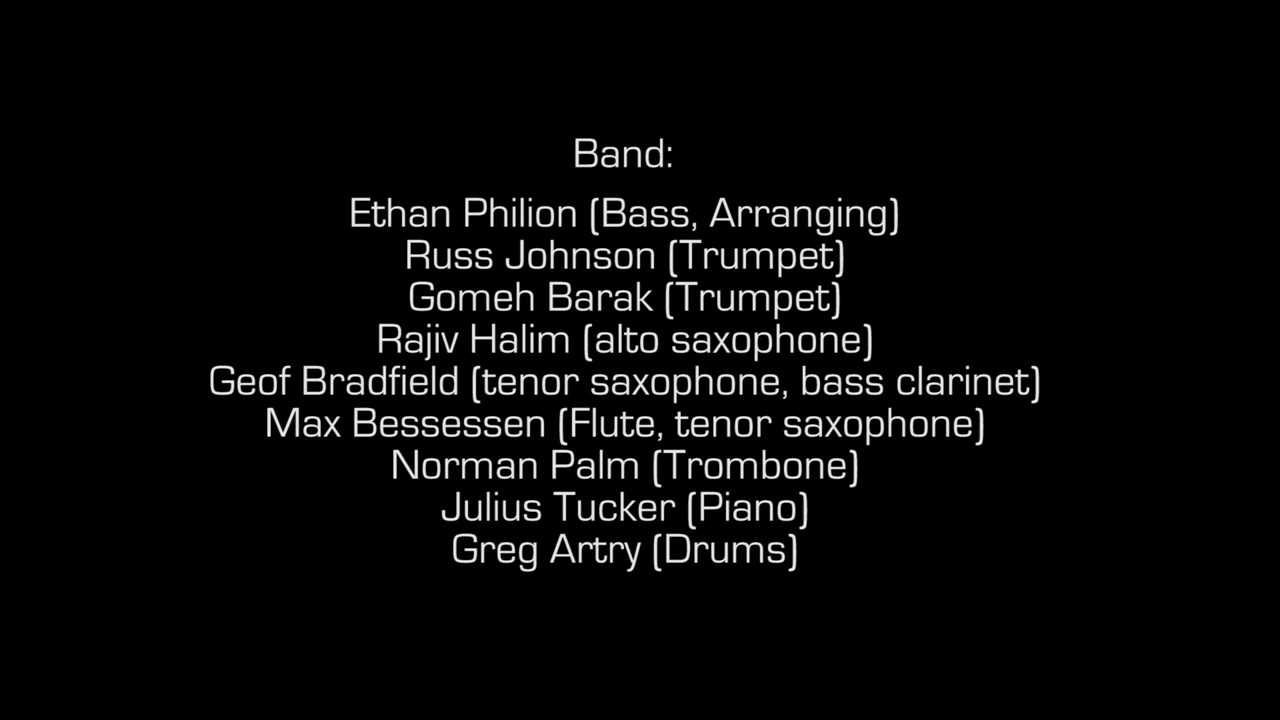 Band:
Ethan Philion (Bass, Arranging)
Russ Johnson (Trumpet)
Gomeh Barak (Trumpet)
Rajiv Halim (alto saxophone)
Geof Bradfield (tenor saxophone, bass clarinet)
Max Bessessen (Flute, tenor saxophone)
Norman Palm (Trombone)
Julius Tucker (Piano)
Greg Artry (Drums)